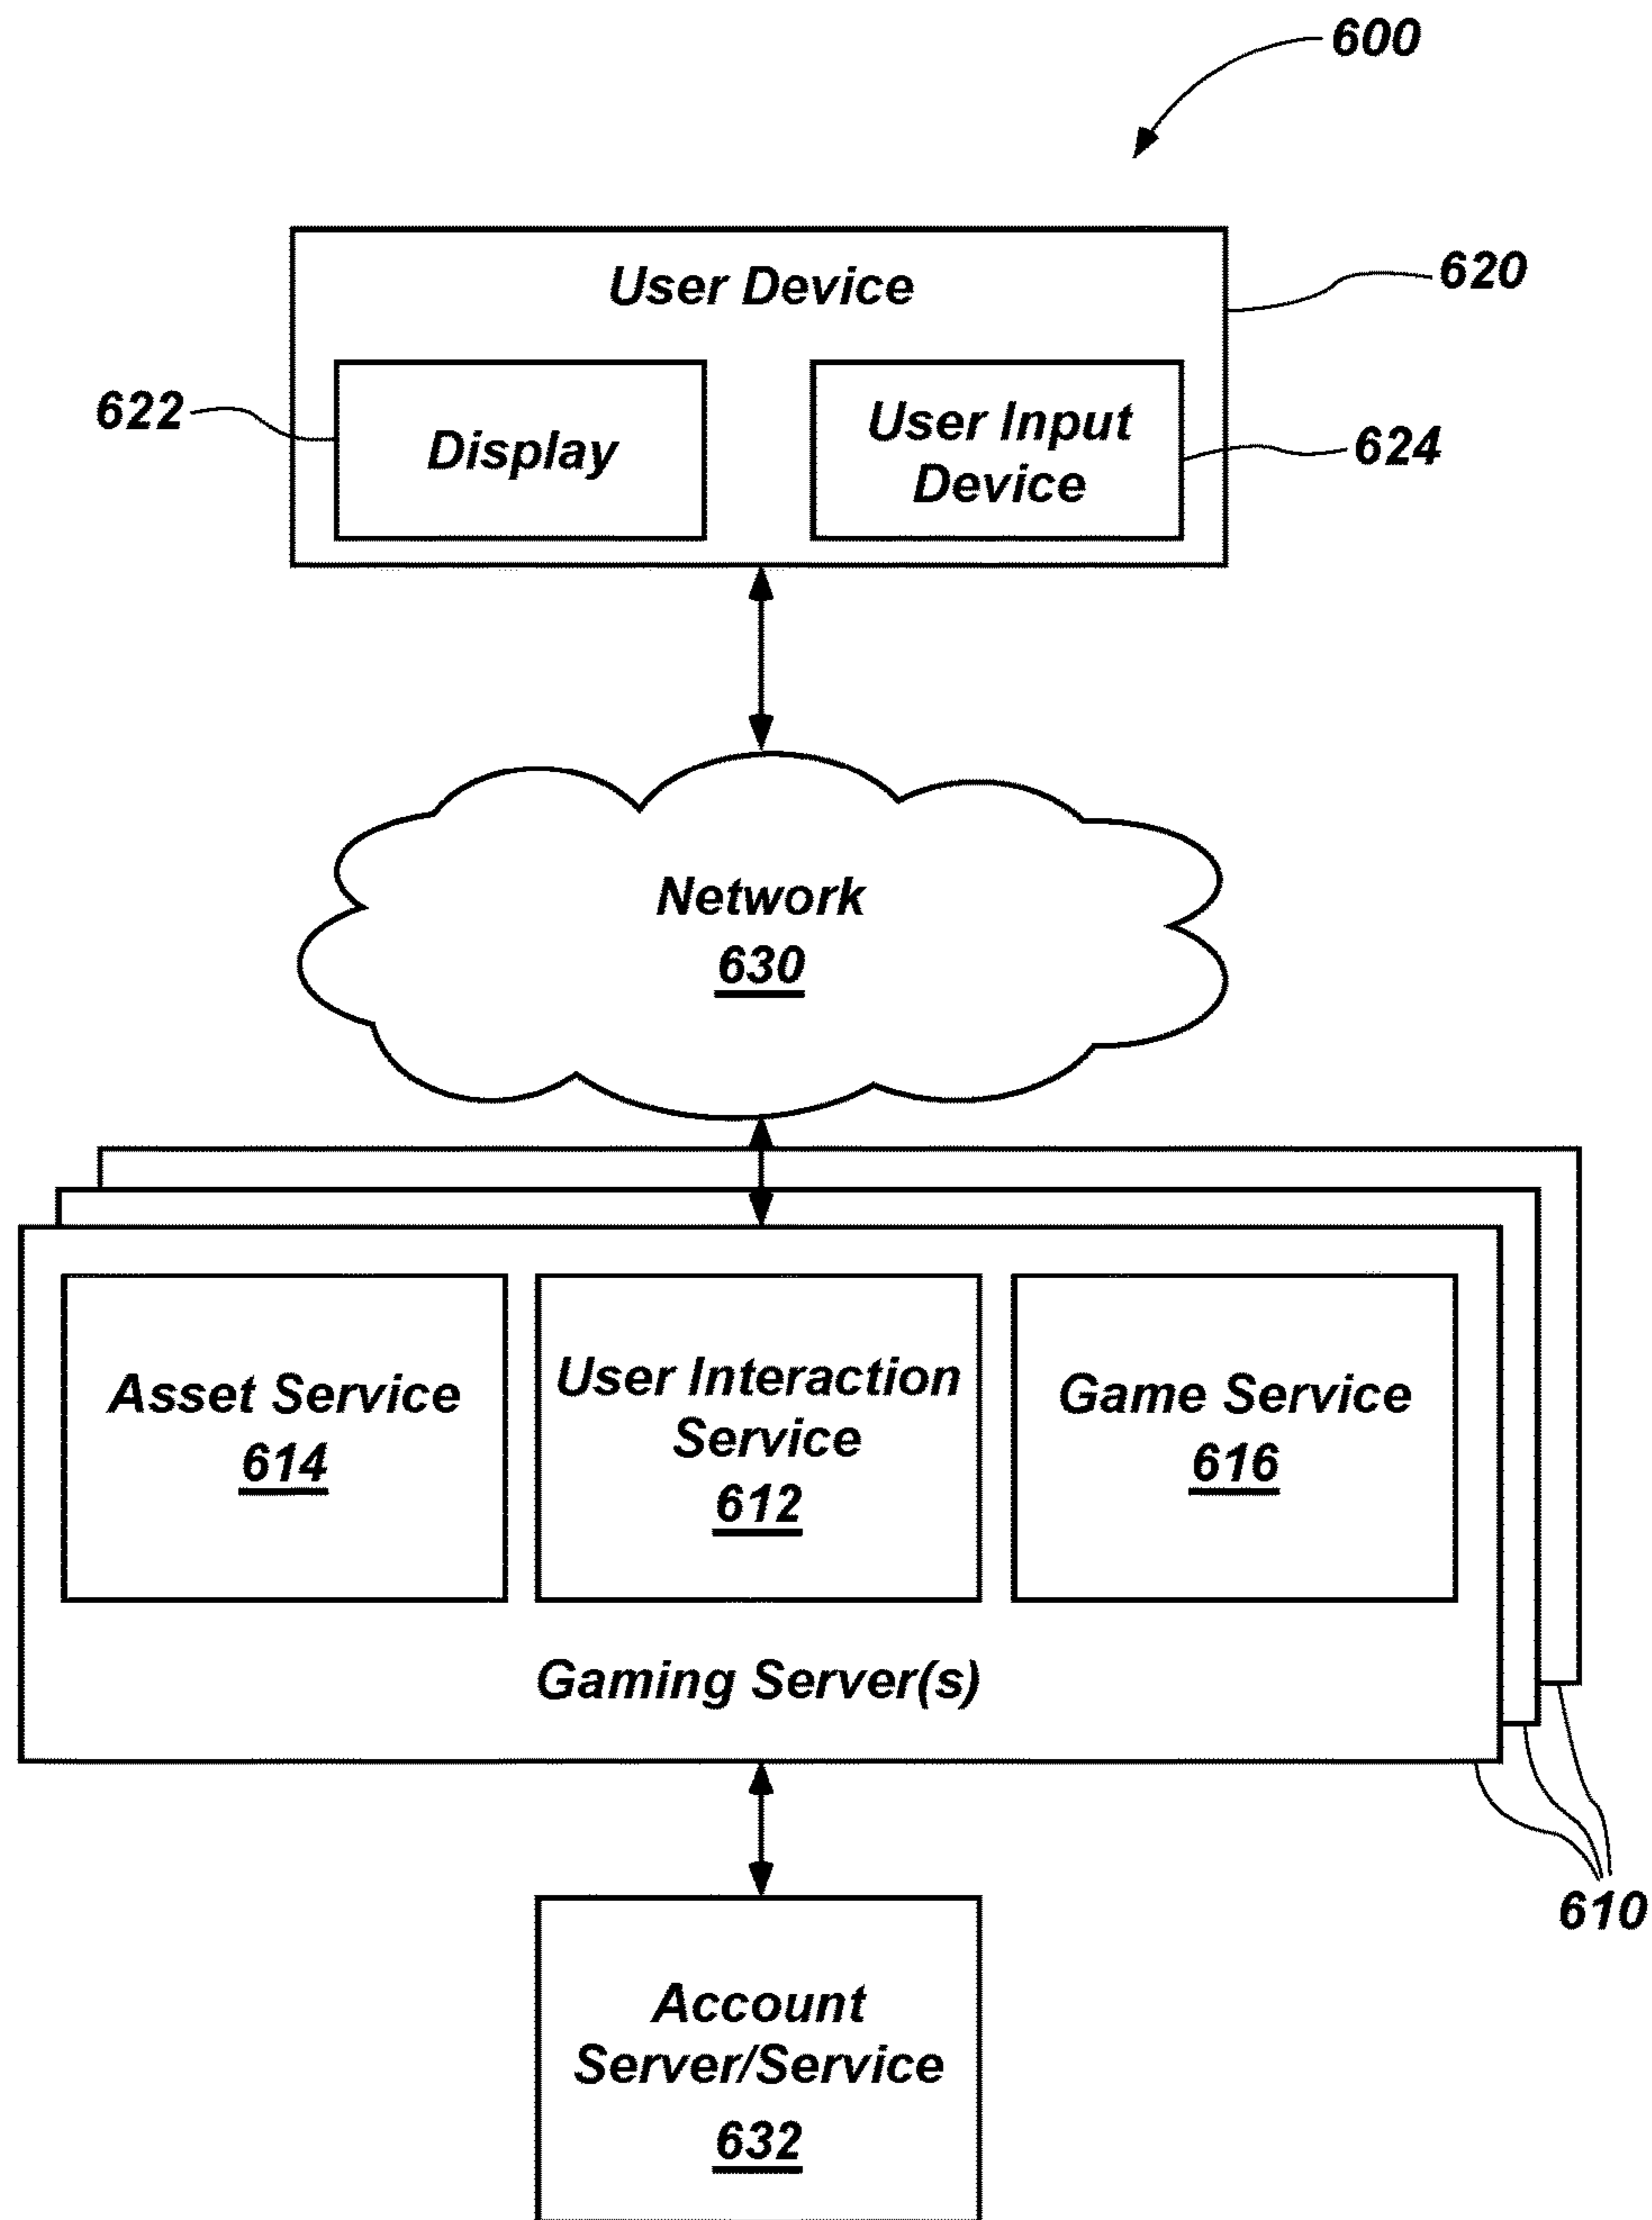 600
User Device
620
622
Display
User Input
Device
624
Network
630
Asset Service
614
User Interaction
Service
612
Game Service
616
Gaming Server(s)
610
Account
Server/Service
632